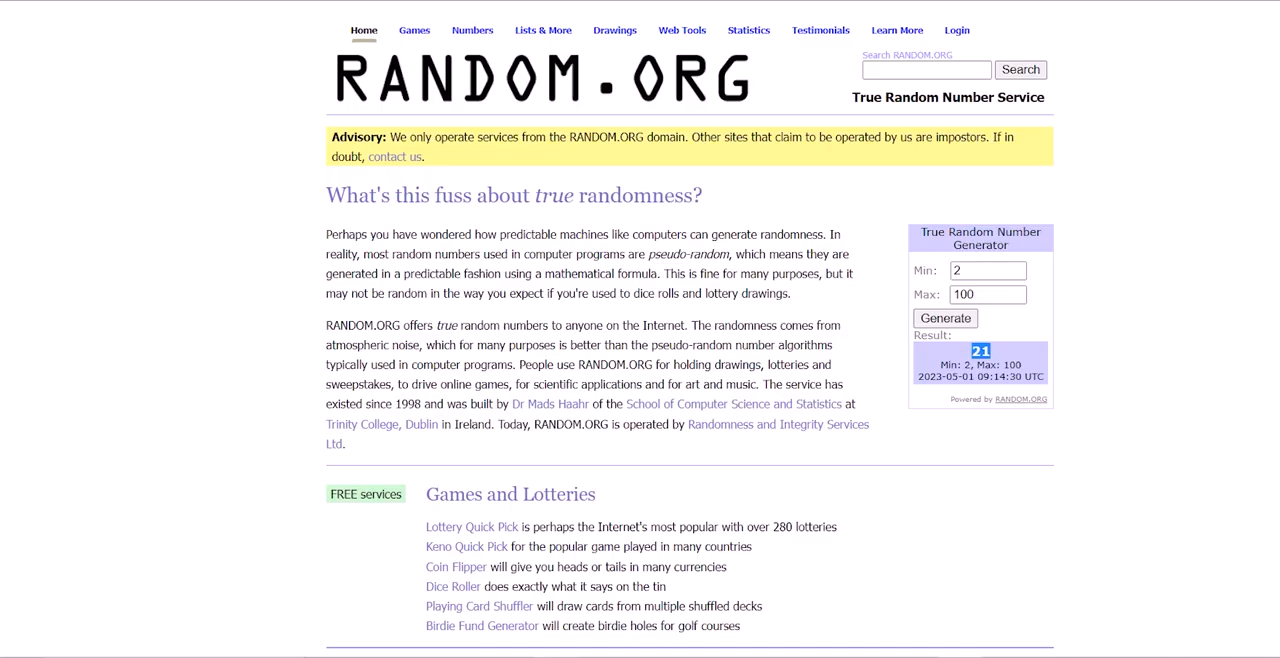 Home Games Numbers Lists & More Drawings Web Tools Statistics Testimonials Learn More Login
RANDOM.ORG
Search RANDOM.ORG
Search
True Random Number Service
Advisory: We only operate services from the RANDOM.ORG domain. Other sites that claim to be operated by us are impostors. If in
doubt, contact us.
What's this fuss about true randomness?
Perhaps you have wondered how predictable machines like computers can generate randomness. In
reality, most random numbers used in computer programs are pseudo-random, which means they are
generated in a predictable fashion using a mathematical formula. This is fine for many purposes, but it
may not be random in the way you expect if you're used to dice rolls and lottery drawings.
RANDOM.ORG offers true random numbers to anyone on the Internet. The randomness comes from
atmospheric noise, which for many purposes is better than the pseudo-random number algorithms
typically used in computer programs. People use RANDOM.ORG for holding drawings, lotteries and
sweepstakes, to drive online games, for scientific applications and for art and music. The service has
existed since 1998 and was built by Dr Mads Haahr of the School of Computer Science and Statistics at
Trinity College, Dublin in Ireland. Today, RANDOM.ORG is operated by Randomness and Integrity Services
Ltd.
True Random Number
Generator
Min: 2
Max: 100
Generate
Result:
21
Min: 2, Max: 100
2023-05-01 09:14:30 UTC
Powered by RANDOM.ORG
FREE services
Games and Lotteries
Lottery Quick Pick is perhaps the Internet's most popular with over 280 lotteries
Keno Quick Pick for the popular game played in many countries
Coin Flipper will give you heads or tails in many currencies
Dice Roller does exactly what it says on the tin
Playing Card Shuffler will draw cards from multiple shuffled decks
Birdie Fund Generator will create birdie holes for golf courses